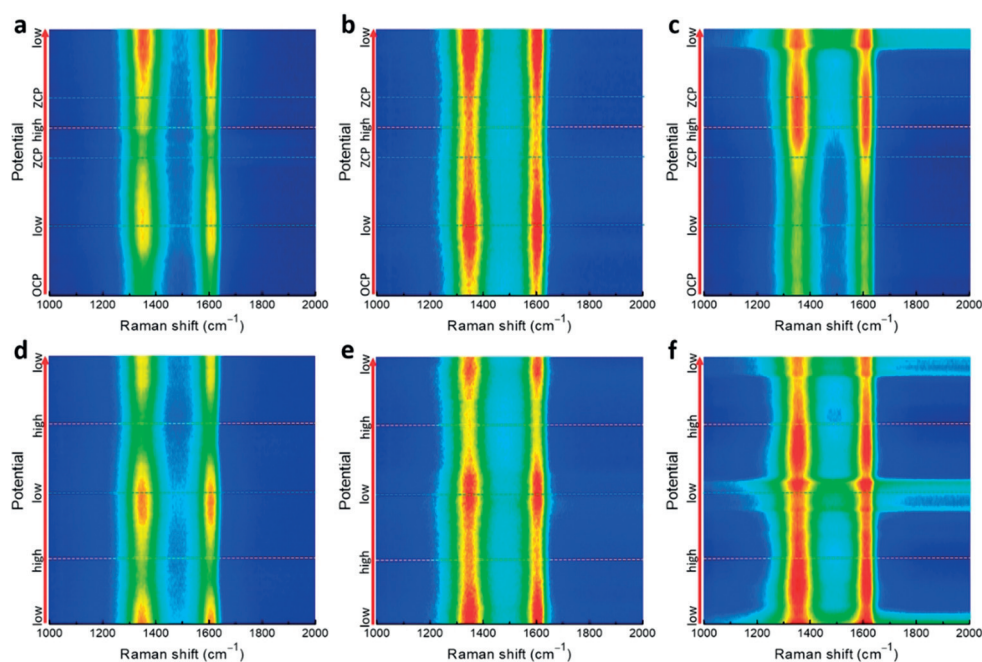 a
low
ZCP
high
ZCP
low
OCP
Potential
1000 1200 1400 1600 1800 2000
Raman shift (cm⁻¹)
b
low
ZCP
high
ZCP
low
OCP
Potential
1000 1200 1400 1600 1800 2000
Raman shift (cm⁻¹)
c
low
ZCP
high
ZCP
low
OCP
Potential
1000 1200 1400 1600 1800 2000
Raman shift (cm⁻¹)
d
low
high
low
high
low
Potential
1000 1200 1400 1600 1800 2000
Raman shift (cm⁻¹)
e
low
high
low
high
low
Potential
1000 1200 1400 1600 1800 2000
Raman shift (cm⁻¹)
f
low
high
low
high
low
Potential
1000 1200 1400 1600 1800 2000
Raman shift (cm⁻¹)